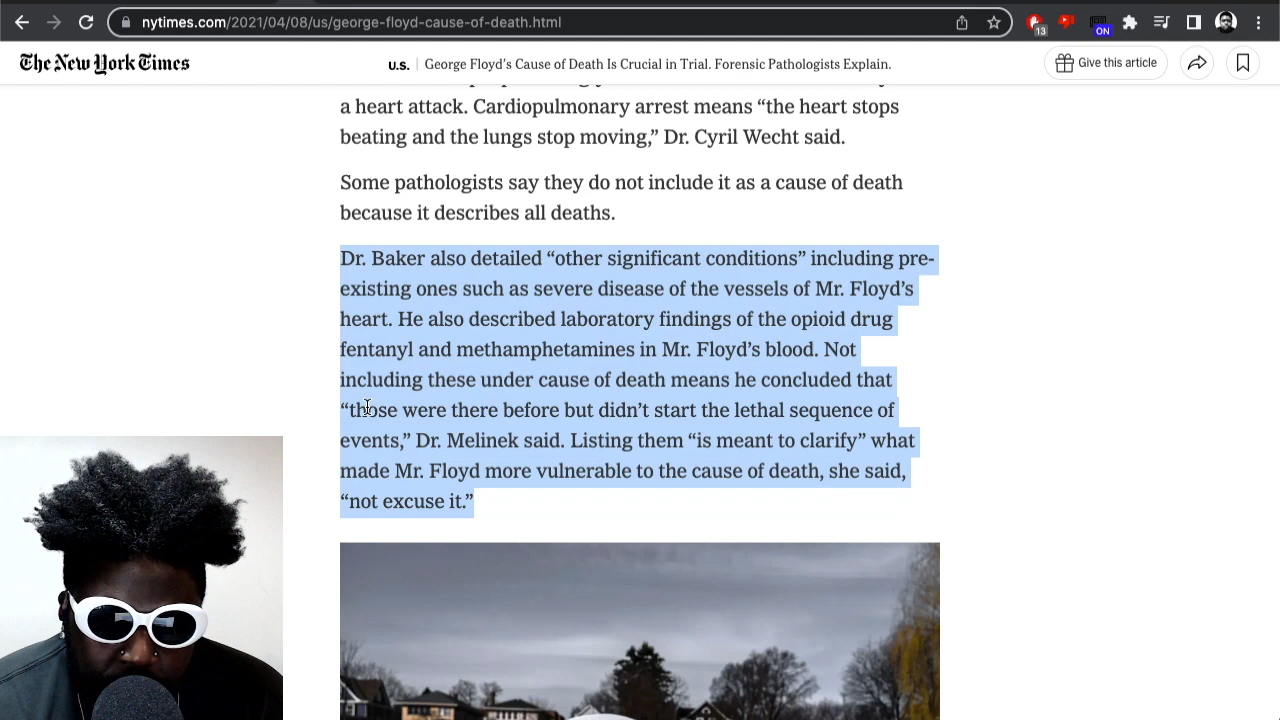 nytimes.com/2021/04/08/us/george-floyd-cause-of-death.html
13
ON
The New York Times
U.S. | George Floyd's Cause of Death Is Crucial in Trial. Forensic Pathologists Explain.
Give this article
a heart attack. Cardiopulmonary arrest means “the heart stops
beating and the lungs stop moving,” Dr. Cyril Wecht said.
Some pathologists say they do not include it as a cause of death
because it describes all deaths.
Dr. Baker also detailed “other significant conditions” including pre-
existing ones such as severe disease of the vessels of Mr. Floyd’s
heart. He also described laboratory findings of the opioid drug
fentanyl and methamphetamines in Mr. Floyd’s blood. Not
including these under cause of death means he concluded that
“those were there before but didn’t start the lethal sequence of
events,” Dr. Melinek said. Listing them “is meant to clarify” what
made Mr. Floyd more vulnerable to the cause of death, she said,
“not excuse it.”